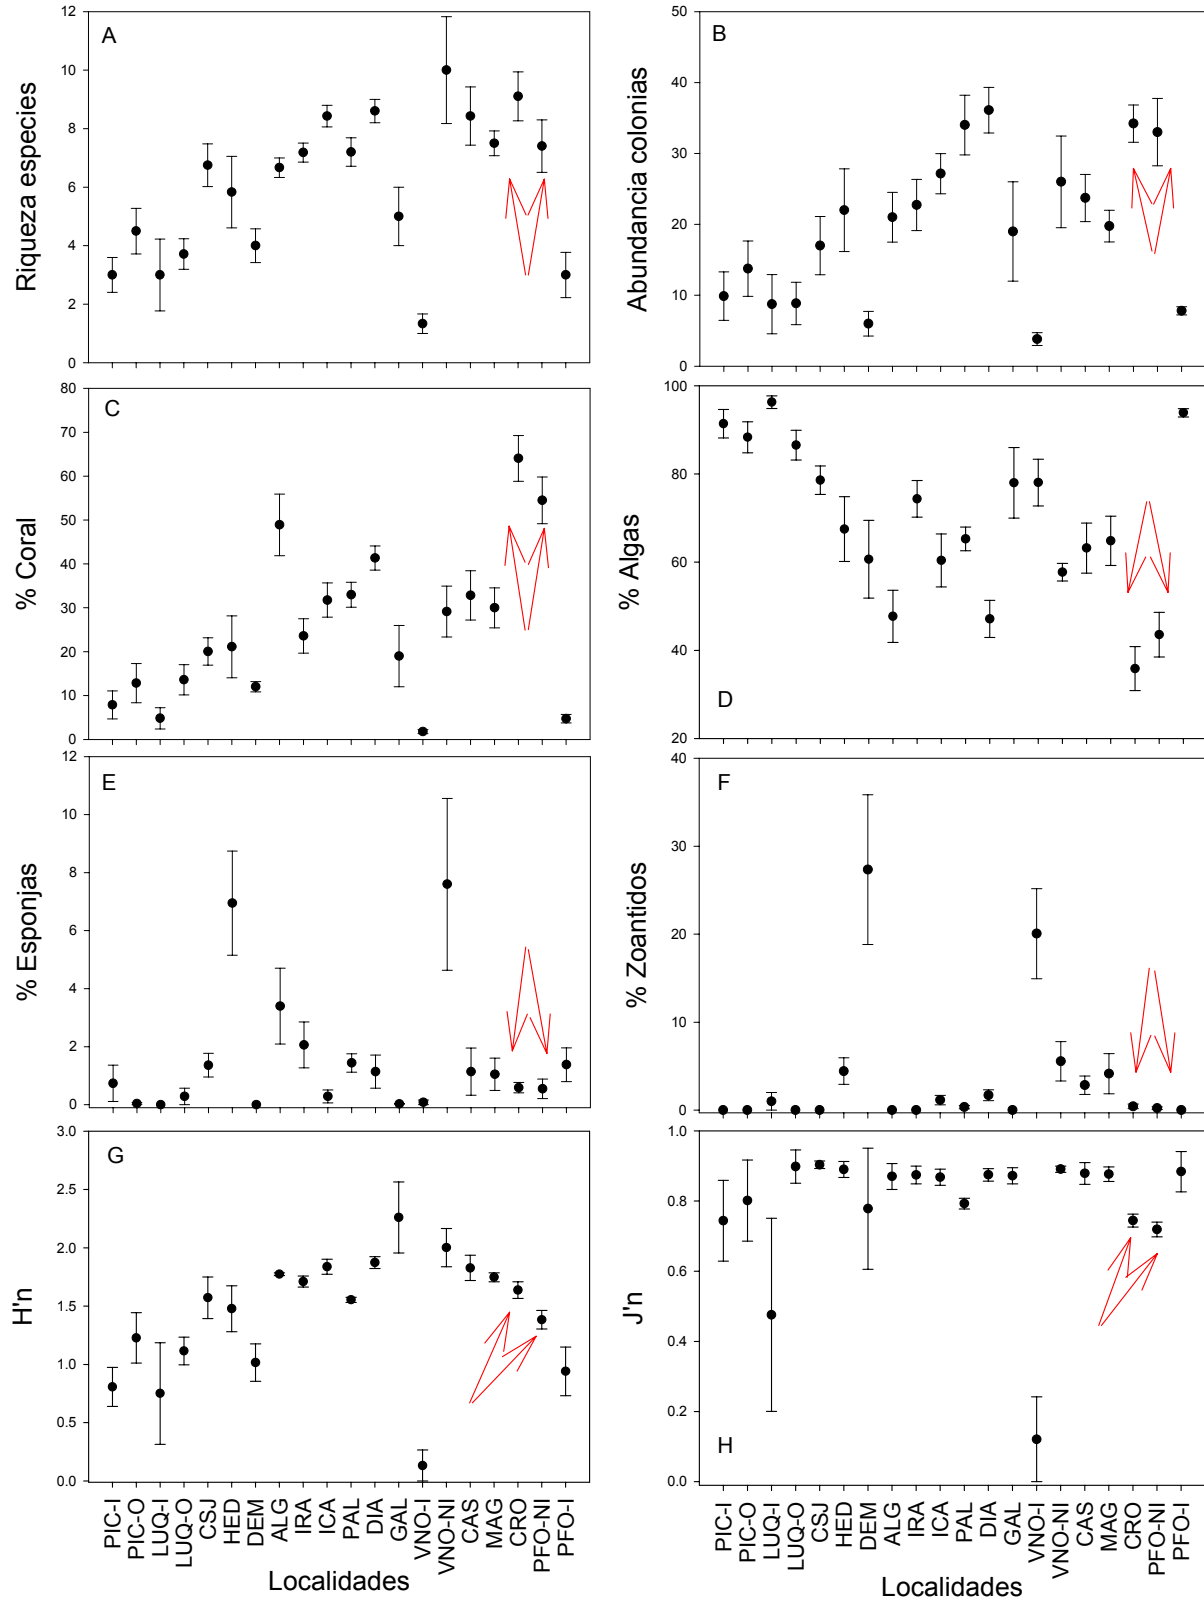 A
Riqueza especies
12
10
8
6
4
2
0
B
Abundancia colonias
50
40
30
20
10
0
C
% Coral
80
70
60
50
40
30
20
10
0
D
% Algas
100
80
60
40
20
E
% Esponjas
12
10
8
6
4
2
0
F
% Zoantidos
40
30
20
10
0
G
H'n
3.0
2.5
2.0
1.5
1.0
0.5
0.0
PIC-I
PIC-O
LUQ-I
LUQ-O
CSJ
HED
DEM
ALG
IRA
ICA
PAL
DIA
GAL
VNO-I
VNO-NI
CAS
MAG
CRO
PFO-NI
PFO-I
Localidades
H
J'n
1.0
0.8
0.6
0.4
0.2
0.0
PIC-I
PIC-O
LUQ-I
LUQ-O
CSJ
HED
DEM
ALG
IRA
ICA
PAL
DIA
GAL
VNO-I
VNO-NI
CAS
MAG
CRO
PFO-NI
PFO-I
Localidades